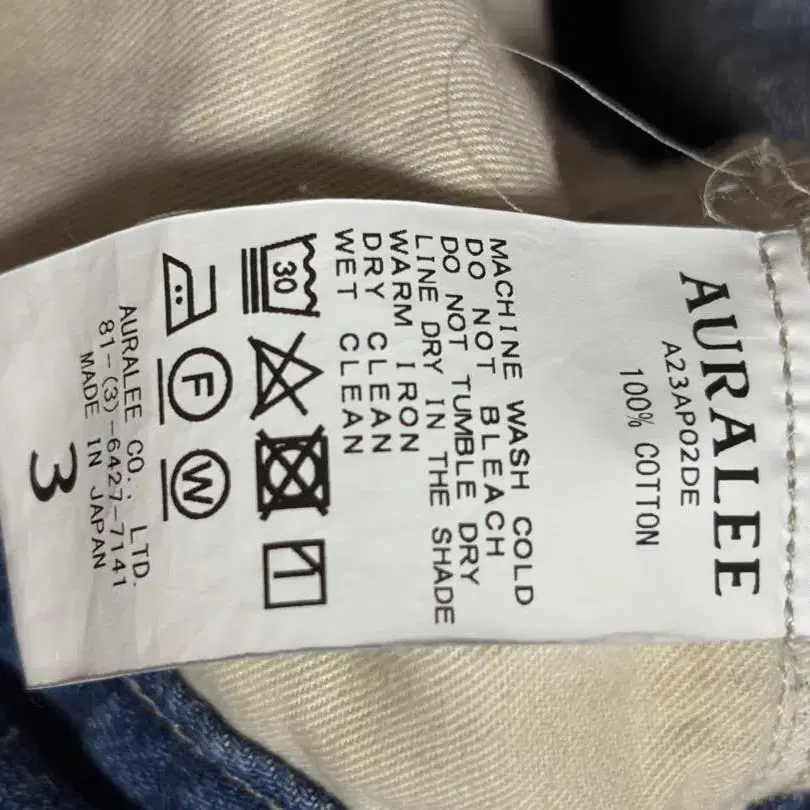 AURALEE
A23AP02DE
100% COTTON
MACHINE WASH COLD
DO NOT BLEACH
DO NOT TUMBLE DRY
LINE DRY IN THE SHADE
WARM IRON
DRY CLEAN
WET CLEAN
30
F W
AURALEE CO., LTD.
81-(3)-6427-7141
MADE IN JAPAN
3